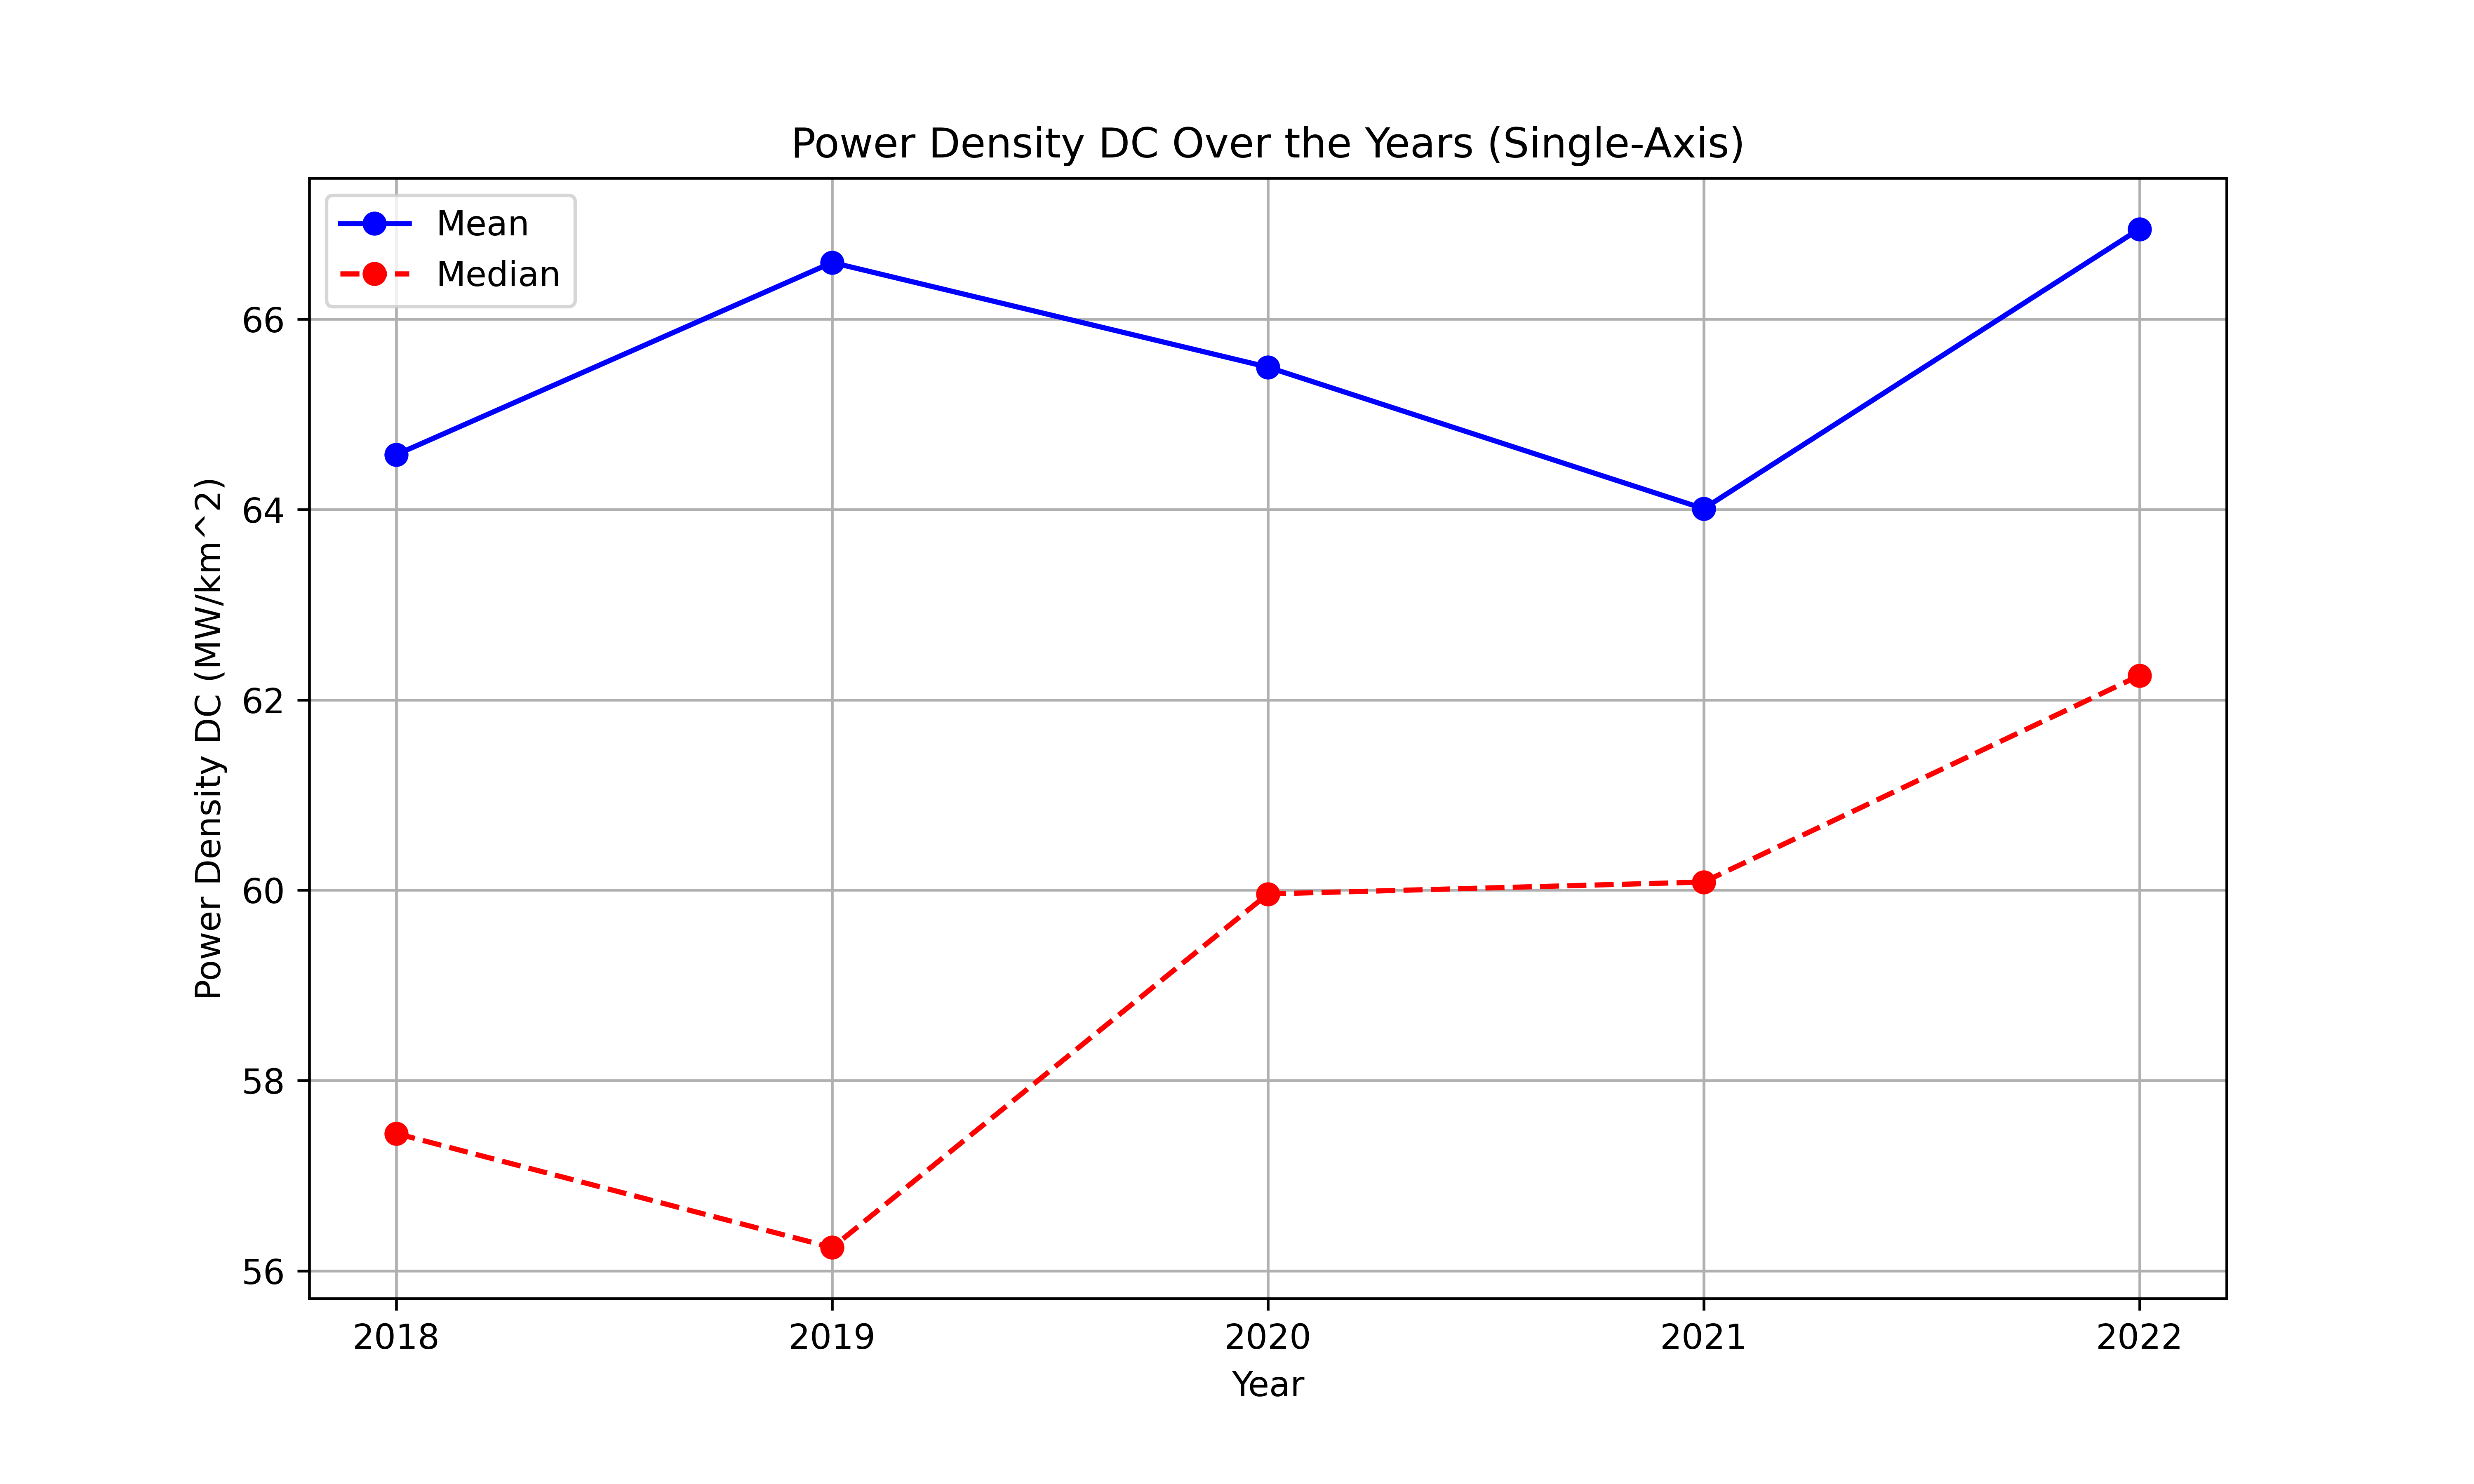 Power Density DC Over the Years (Single-Axis)
Mean
Median
Power Density DC (MW/km^2)
66
64
62
60
58
56
2018
2019
2020
2021
2022
Year